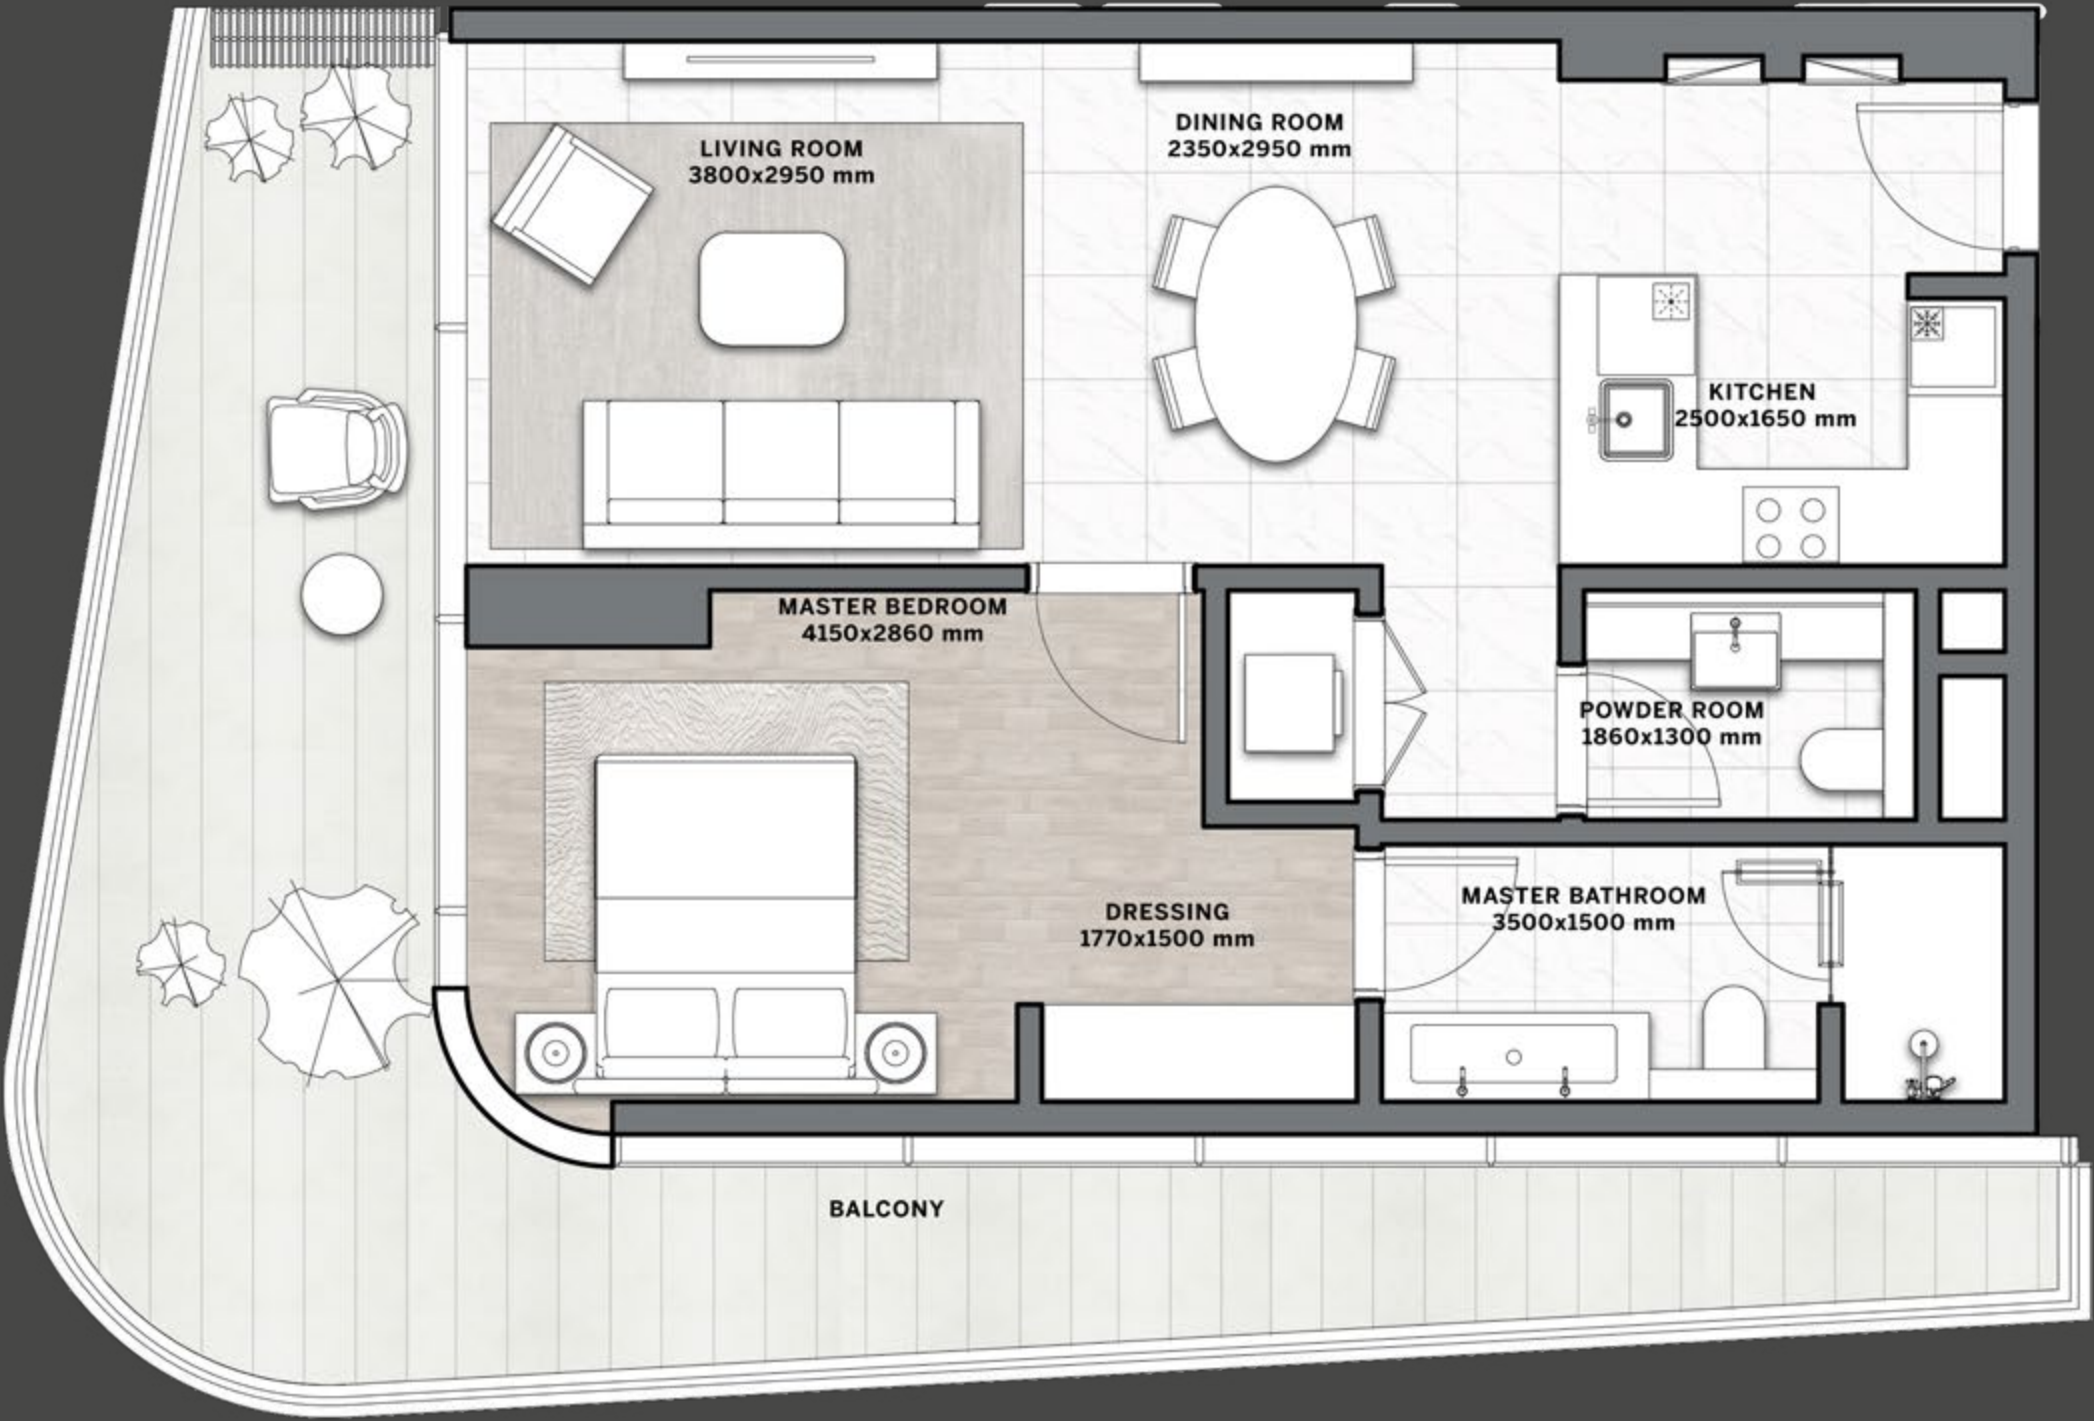 LIVING ROOM
3800x2950 mm
DINING ROOM
2350x2950 mm
KITCHEN
2500x1650 mm
MASTER BEDROOM
4150x2860 mm
POWDER ROOM
1860x1300 mm
DRESSING
1770x1500 mm
MASTER BATHROOM
3500x1500 mm
BALCONY